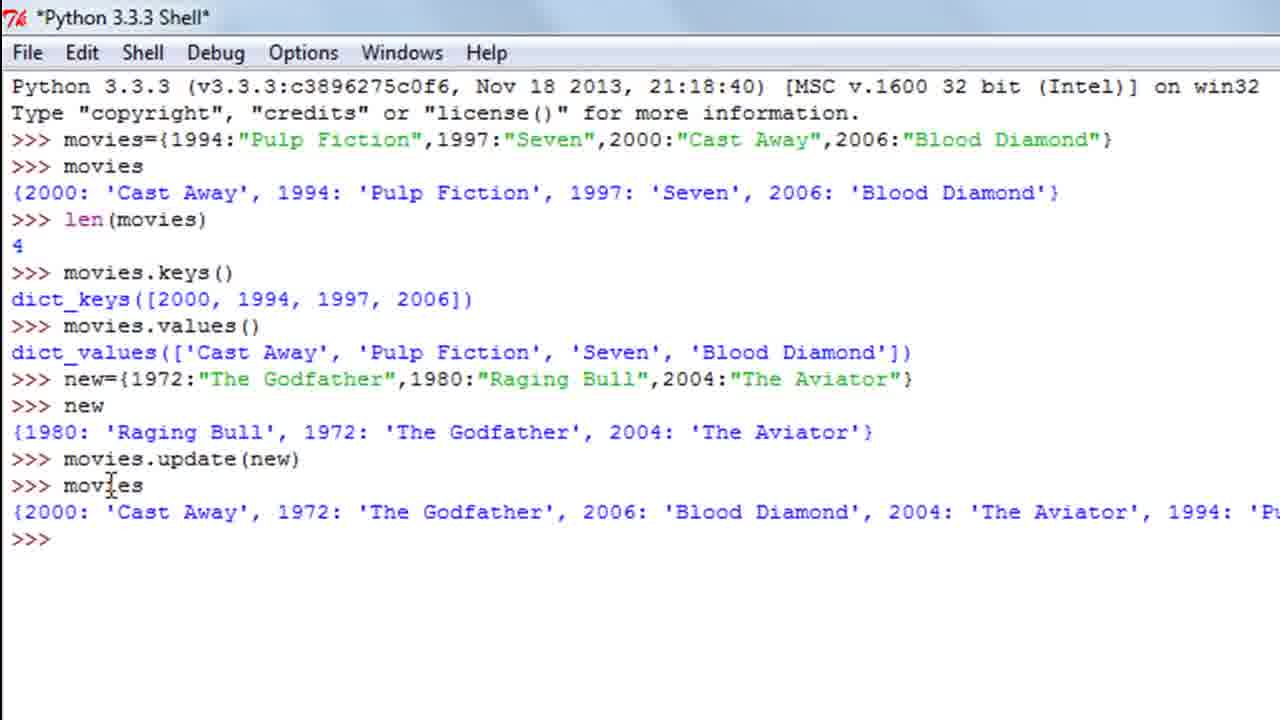 *Python 3.3.3 Shell*
File Edit Shell Debug Options Windows Help
Python 3.3.3 (v3.3.3:c3896275c0f6, Nov 18 2013, 21:18:40) [MSC v.1600 32 bit (Intel)] on win32
Type "copyright", "credits" or "license()" for more information.
>>> movies={1994:"Pulp Fiction",1997:"Seven",2000:"Cast Away",2006:"Blood Diamond"}
>>> movies
{2000: 'Cast Away', 1994: 'Pulp Fiction', 1997: 'Seven', 2006: 'Blood Diamond'}
>>> len(movies)
4
>>> movies.keys()
dict_keys([2000, 1994, 1997, 2006])
>>> movies.values()
dict_values(['Cast Away', 'Pulp Fiction', 'Seven', 'Blood Diamond'])
>>> new={1972:"The Godfather",1980:"Raging Bull",2004:"The Aviator"}
>>> new
{1980: 'Raging Bull', 1972: 'The Godfather', 2004: 'The Aviator'}
>>> movies.update(new)
>>> movies
{2000: 'Cast Away', 1972: 'The Godfather', 2006: 'Blood Diamond', 2004: 'The Aviator', 1994: 'Pu
>>>